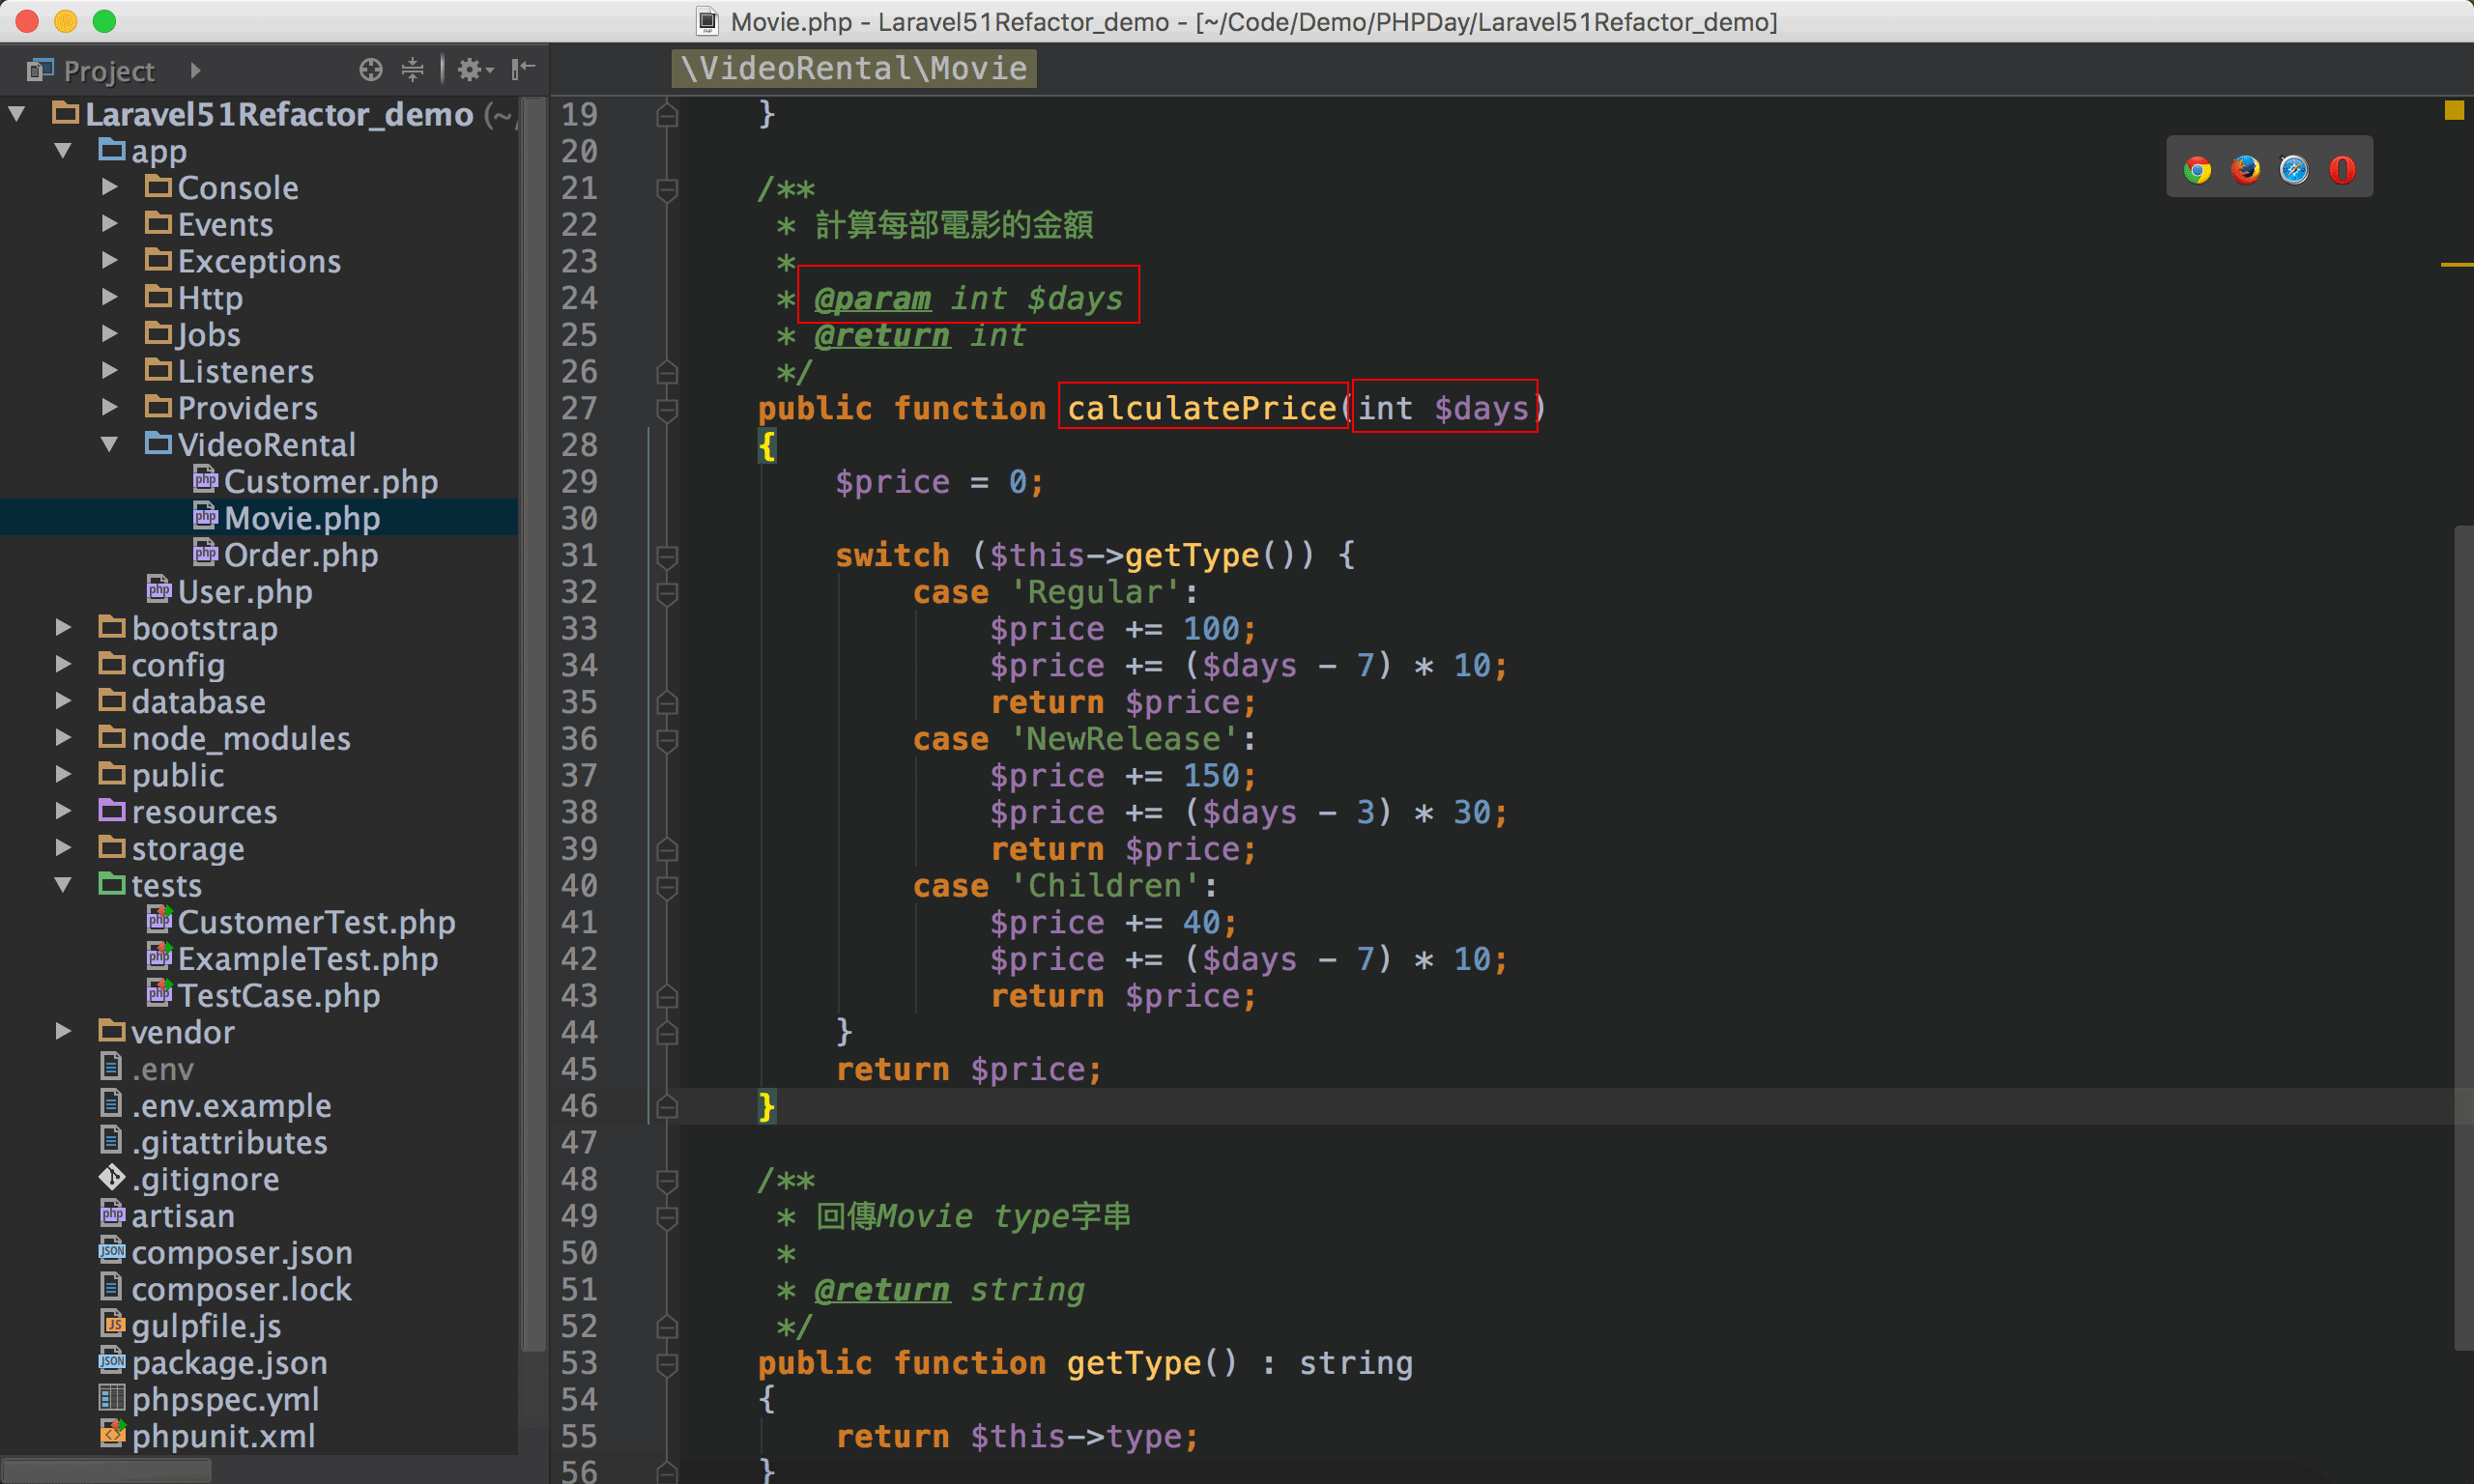 Movie.php - Laravel51Refactor_demo - [~/Code/Demo/PHPDay/Laravel51Refactor_demo]
Project
\VideoRental\Movie
Laravel51Refactor_demo (~/
app
Console
Events
Exceptions
Http
Jobs
Listeners
Providers
VideoRental
Customer.php
Movie.php
Order.php
User.php
bootstrap
config
database
node_modules
public
resources
storage
tests
CustomerTest.php
ExampleTest.php
TestCase.php
vendor
.env
.env.example
.gitattributes
.gitignore
artisan
composer.json
composer.lock
gulpfile.js
package.json
phpspec.yml
phpunit.xml
19 }
20
21 /**
22 * 計算每部電影的金額
23 *
24 * @param int $days
25 * @return int
26 */
27 public function calculatePrice(int $days)
28 {
29 $price = 0;
30
31 switch ($this->getType()) {
32 case 'Regular':
33 $price += 100;
34 $price += ($days - 7) * 10;
35 return $price;
36 case 'NewRelease':
37 $price += 150;
38 $price += ($days - 3) * 30;
39 return $price;
40 case 'Children':
41 $price += 40;
42 $price += ($days - 7) * 10;
43 return $price;
44 }
45 return $price;
46 }
47
48 /**
49 * 回傳Movie type字串
50 *
51 * @return string
52 */
53 public function getType() : string
54 {
55 return $this->type;
56 }